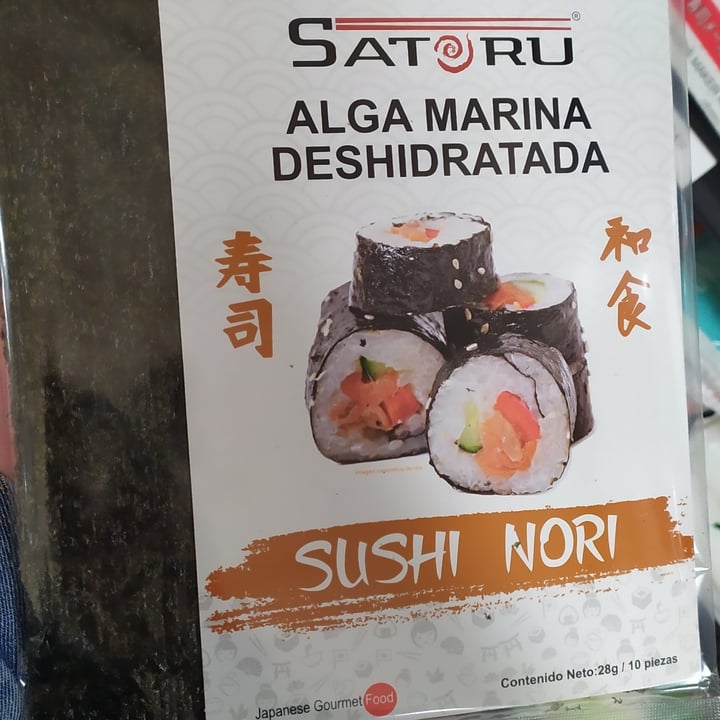 SATORU®
ALGA MARINA
DESHIDRATADA
寿司
和食
SUSHI NORI
Contenido Neto:28g / 10 piezas
Japanese Gourmet Food